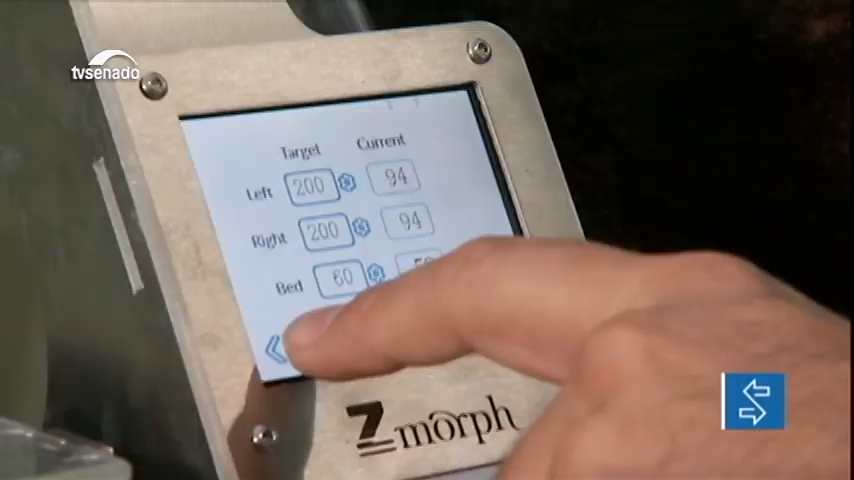 tvsenado
Target Current
Left 200 94
Right 200 94
Bed 60
Zmorph